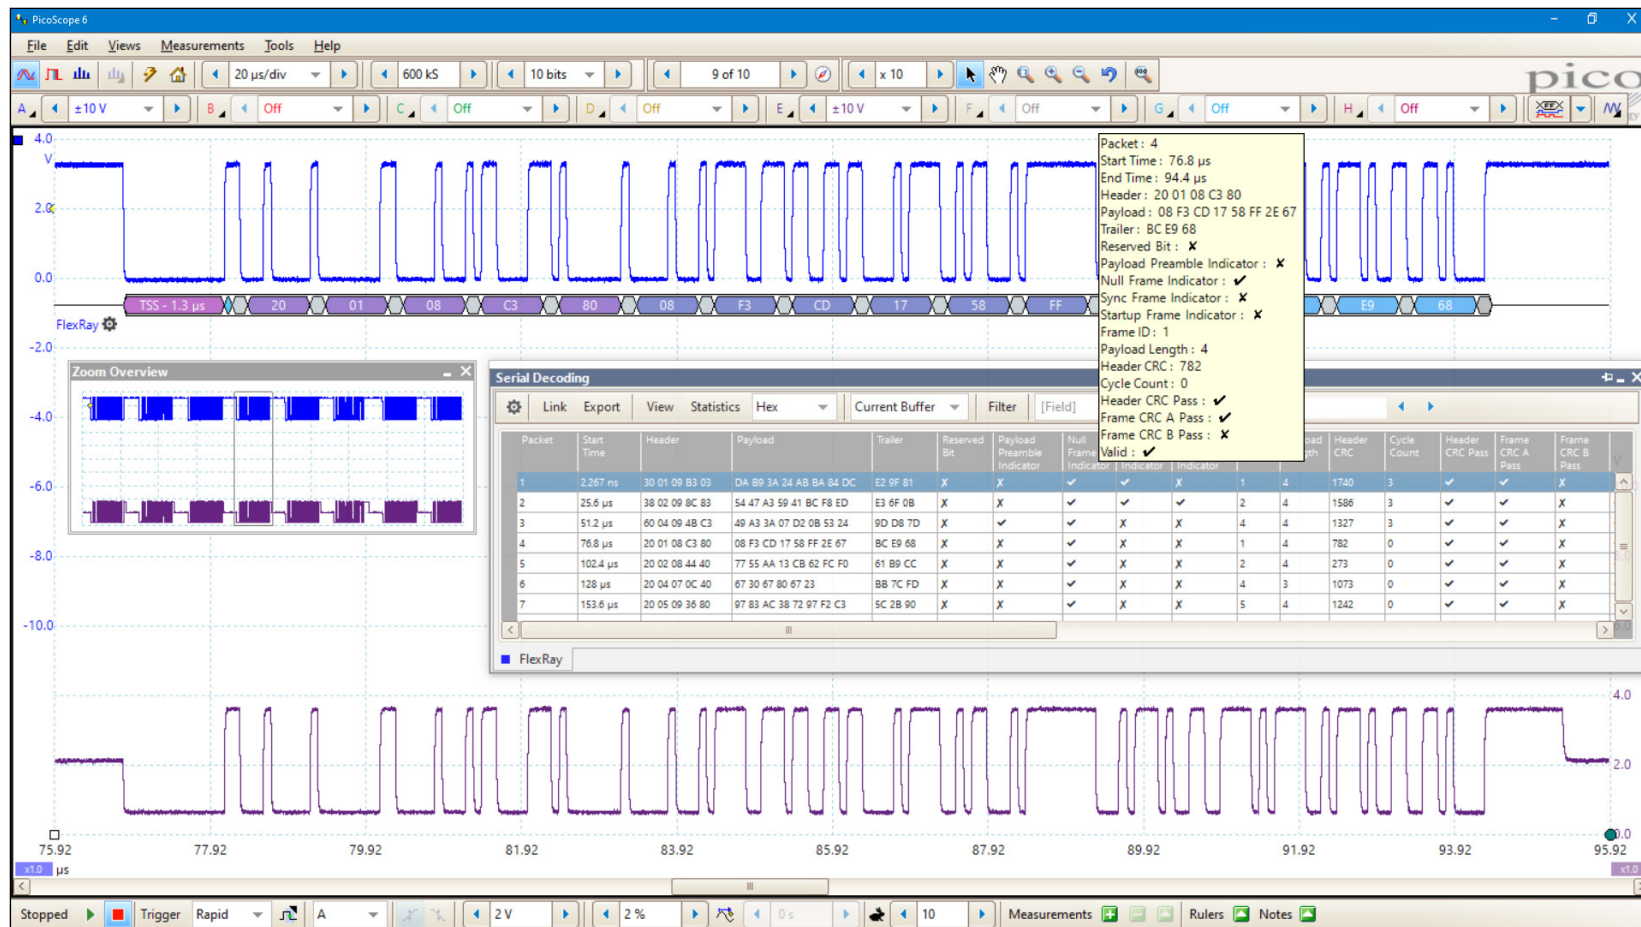 PicoScope 6
File Edit Views Measurements Tools Help
20 µs/div 600 kS 10 bits 9 of 10 x 10
pico
A ±10 V B Off C Off D Off E ±10 V F Off G Off H Off
4.0
V
2.0
0.0
-2.0
-4.0
-6.0
-8.0
-10.0
TSS - 1.3 µs 20 01 08 C3 80 08 F3 CD 17 58 FF E9 68
FlexRay
Packet : 4
Start Time : 76.8 µs
End Time : 94.4 µs
Header : 20 01 08 C3 80
Payload : 08 F3 CD 17 58 FF 2E 67
Trailer : BC E9 68
Reserved Bit : ✘
Payload Preamble Indicator : ✘
Null Frame Indicator : ✔
Sync Frame Indicator : ✘
Startup Frame Indicator : ✘
Frame ID : 1
Payload Length : 4
Header CRC : 782
Cycle Count : 0
Header CRC Pass : ✔
Frame CRC A Pass : ✔
Frame CRC B Pass : ✘
Valid : ✔
Zoom Overview
Serial Decoding
Link Export View Statistics Hex Current Buffer Filter [Field]
Packet Start Time Header Payload Trailer Reserved Bit Payload Preamble Indicator Null Frame Indicator Indicator Indicator Header CRC Cycle Count Header CRC Pass Frame CRC A Pass Frame CRC B Pass
1 2.267 ns 30 01 09 B3 03 DA B9 3A 24 AB BA 84 DC E2 9F 81 ✘ ✘ ✔ ✔ ✘ 1 4 1740 3 ✔ ✔ ✘
2 25.6 µs 38 02 09 8C 83 54 47 A3 59 41 BC F8 ED E3 6F 0B ✘ ✘ ✔ ✔ ✔ 2 4 1586 3 ✔ ✔ ✘
3 51.2 µs 60 04 09 4B C3 49 A3 3A 07 D2 0B 53 24 9D D8 7D ✘ ✔ ✔ ✘ ✘ 4 4 1327 3 ✔ ✔ ✘
4 76.8 µs 20 01 08 C3 80 08 F3 CD 17 58 FF 2E 67 BC E9 68 ✘ ✘ ✔ ✘ ✘ 1 4 782 0 ✔ ✔ ✘
5 102.4 µs 20 02 08 44 40 77 55 AA 13 CB 62 FC F0 61 B9 CC ✘ ✘ ✔ ✘ ✘ 2 4 273 0 ✔ ✔ ✘
6 128 µs 20 04 07 0C 40 67 30 67 80 67 23 BB 7C FD ✘ ✘ ✔ ✘ ✘ 4 3 1073 0 ✔ ✔ ✘
7 153.6 µs 20 05 09 36 80 97 83 AC 38 72 97 F2 C3 5C 2B 90 ✘ ✘ ✔ ✘ ✘ 5 4 1242 0 ✔ ✔ ✘
FlexRay
4.0
2.0
0.0
75.92 77.92 79.92 81.92 83.92 85.92 87.92 89.92 91.92 93.92 95.92
x1.0 µs x1.0
Stopped Trigger Rapid A 2 V 2 % 0 s 10 Measurements Rulers Notes